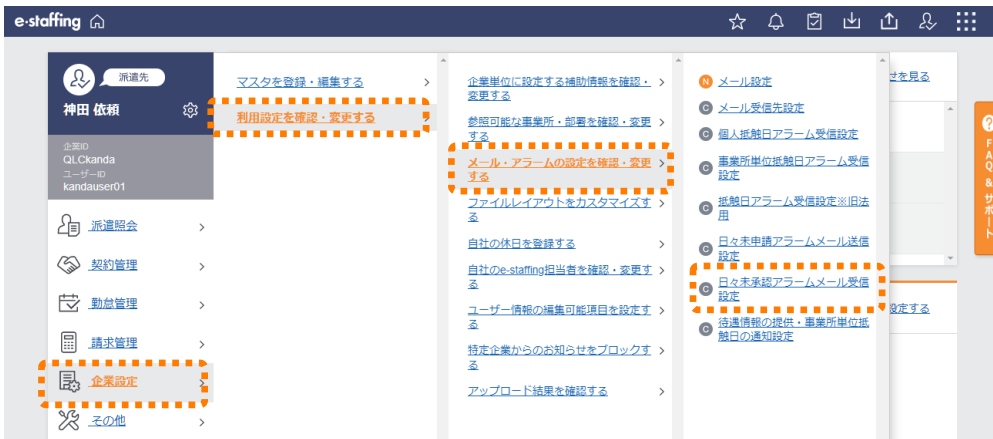 e-staffing
派遣先
神田 依頼
企業ID
QLCkanda
ユーザーID
kandauser01
派遣照会
契約管理
勤怠管理
請求管理
企業設定
その他
マスタを登録・編集する
利用設定を確認・変更する
企業単位に設定する補助情報を確認・
変更する
参照可能な事業所・部署を確認・変更
する
メール・アラームの設定を確認・変更
する
ファイルレイアウトをカスタマイズす
る
自社の休日を登録する
自社のe-staffing担当者を確認・変更す
る
ユーザー情報の編集可能項目を設定す
る
特定企業からのお知らせをブロックす
る
アップロード結果を確認する
N メール設定
C メール受信先設定
C 個人抵触日アラーム受信設定
C 事業所単位抵触日アラーム受信
設定
C 抵触日アラーム受信設定※旧法
用
C 日々未申請アラームメール送信
設定
C 日々未承認アラームメール受信
設定
C 待遇情報の提供・事業所単位抵
触日の通知設定
せを見る
設定する
? FAQ & サポート